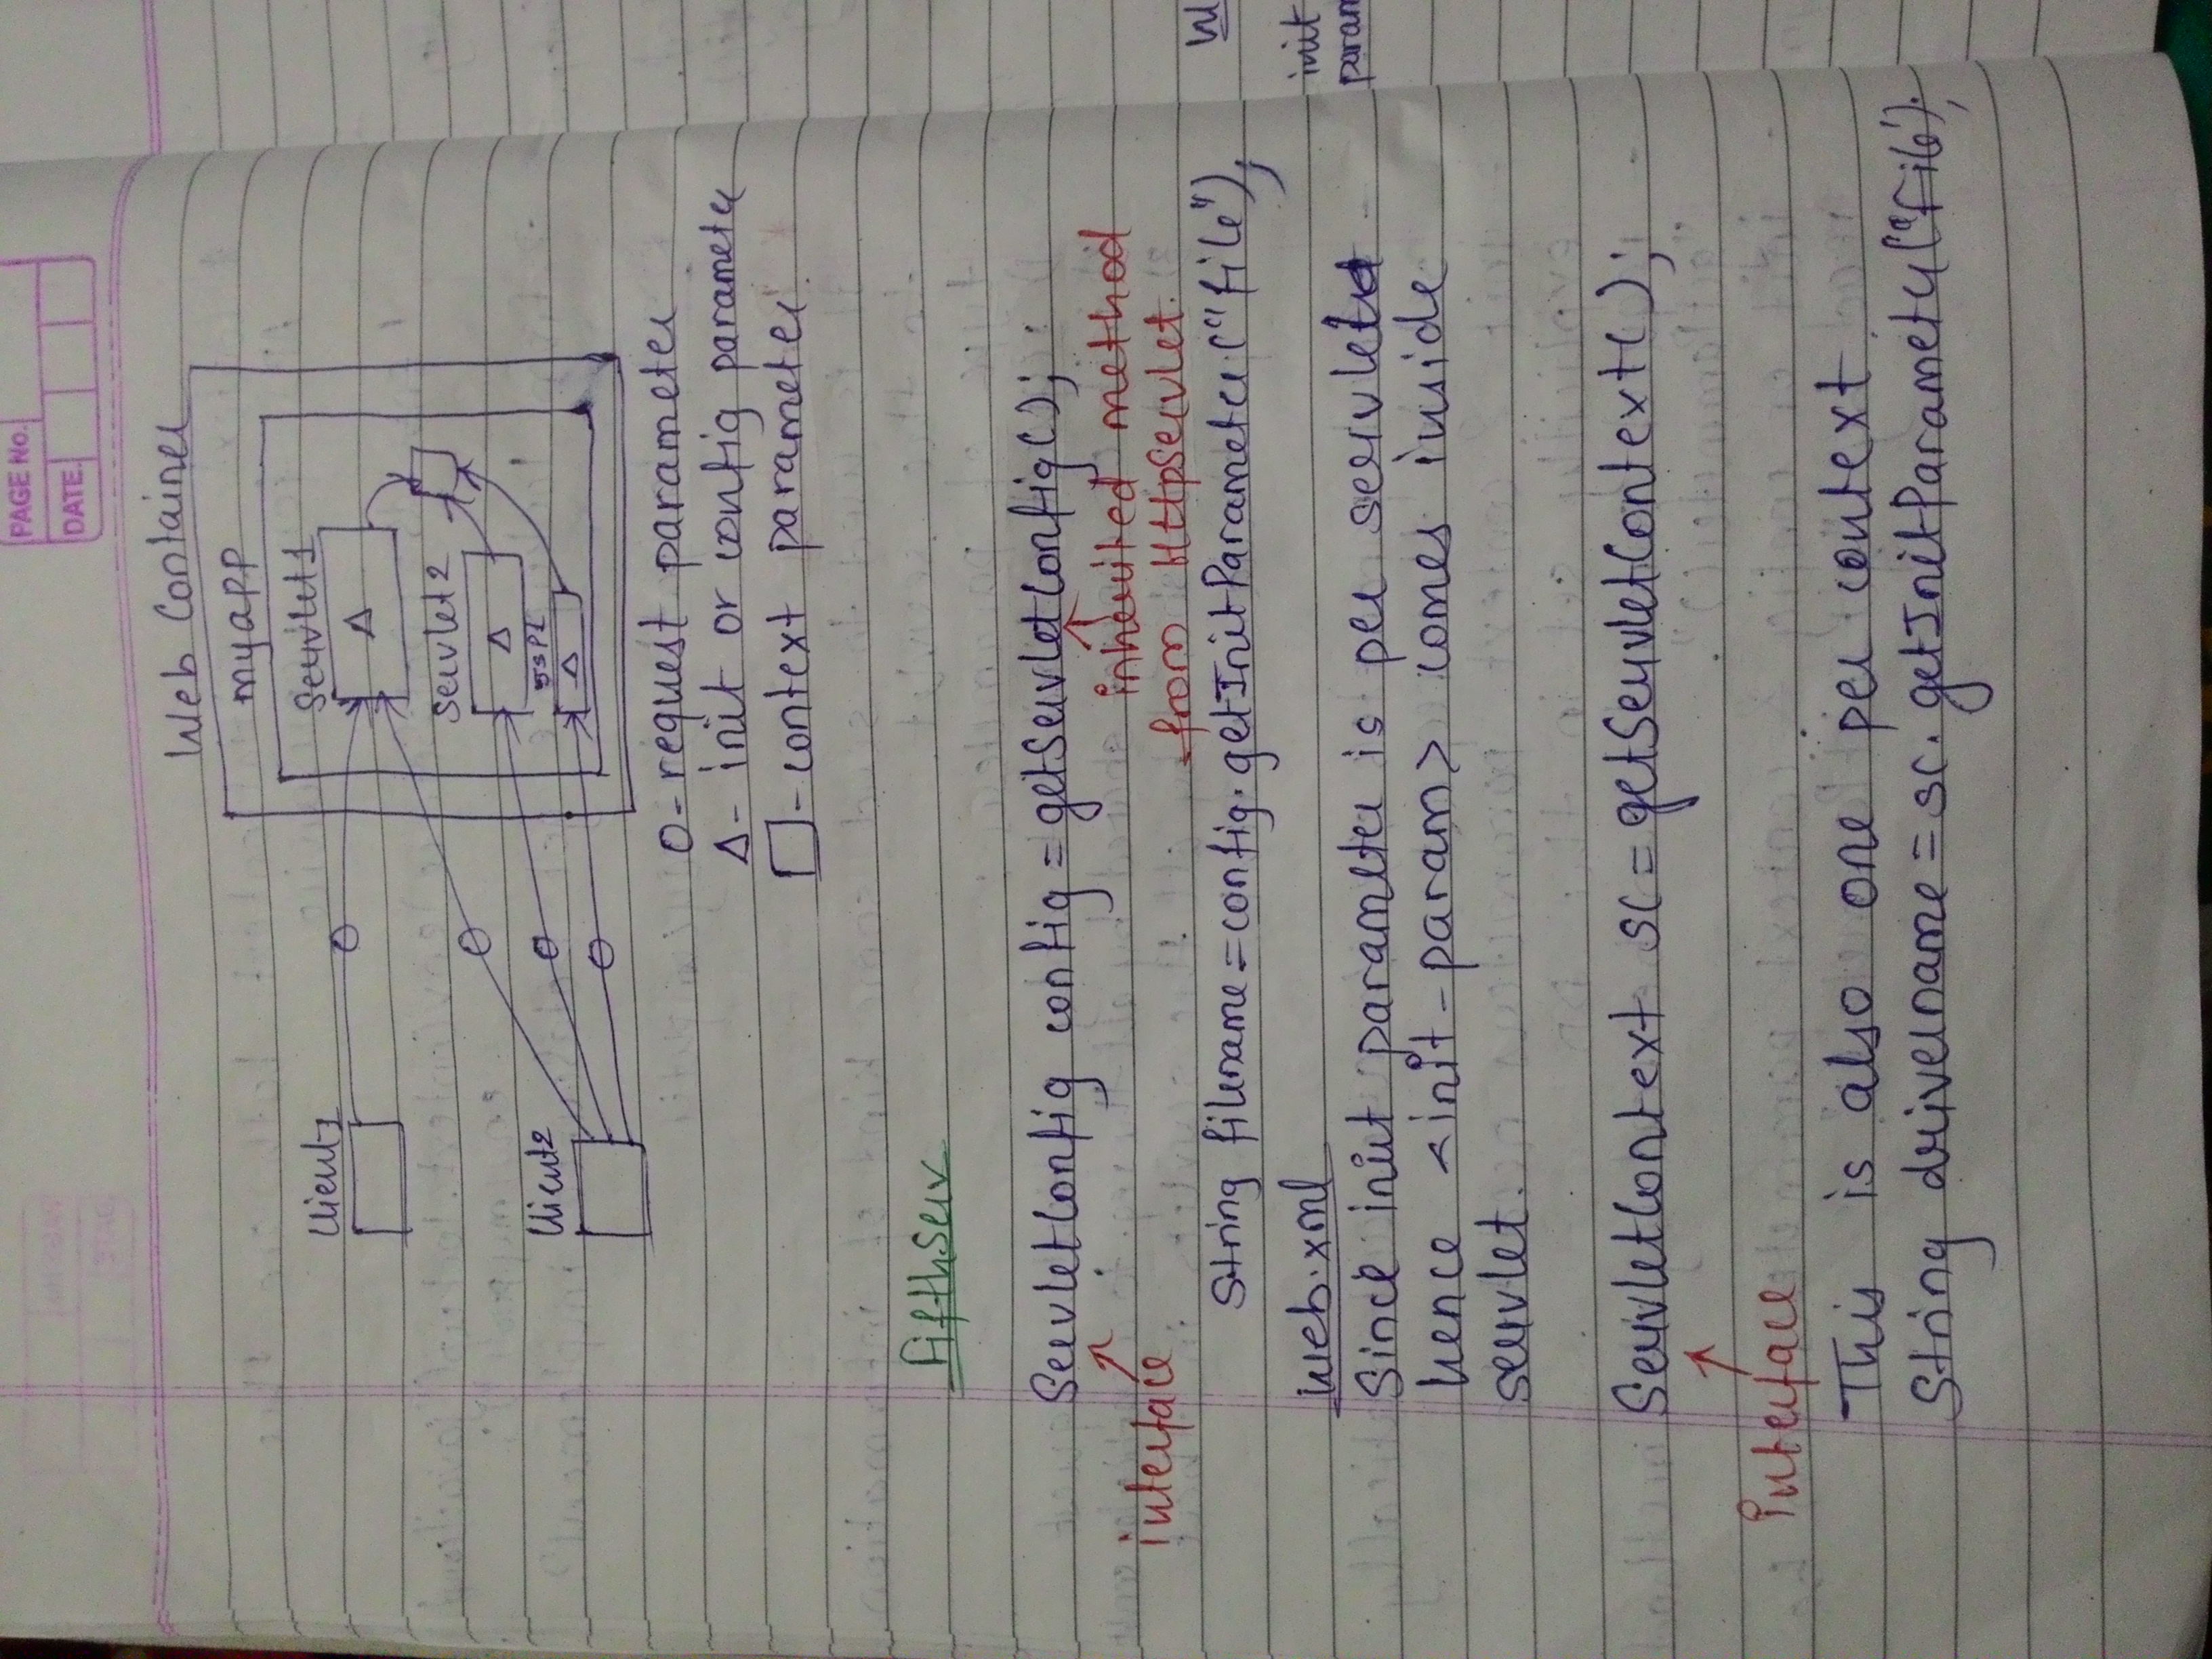 PAGE No.
DATE.
Web Container
myapp
Servlet1
Client1
Servlet2
Client2
JSP1
O - request parameter
Δ - init or config parameter
□ - context parameter
FifthServ
ServletConfig config = getServletConfig();
interface
inherited method
from HttpServlet.
String filename = config.getInitParameter("file");
web.xml
init
param
Since init parameter is per servlet
hence <init-param> comes inside
servlet.
ServletContext sc = getServletContext();
Interface
This is also one per context.
String drivername = sc.getInitParameter("file");